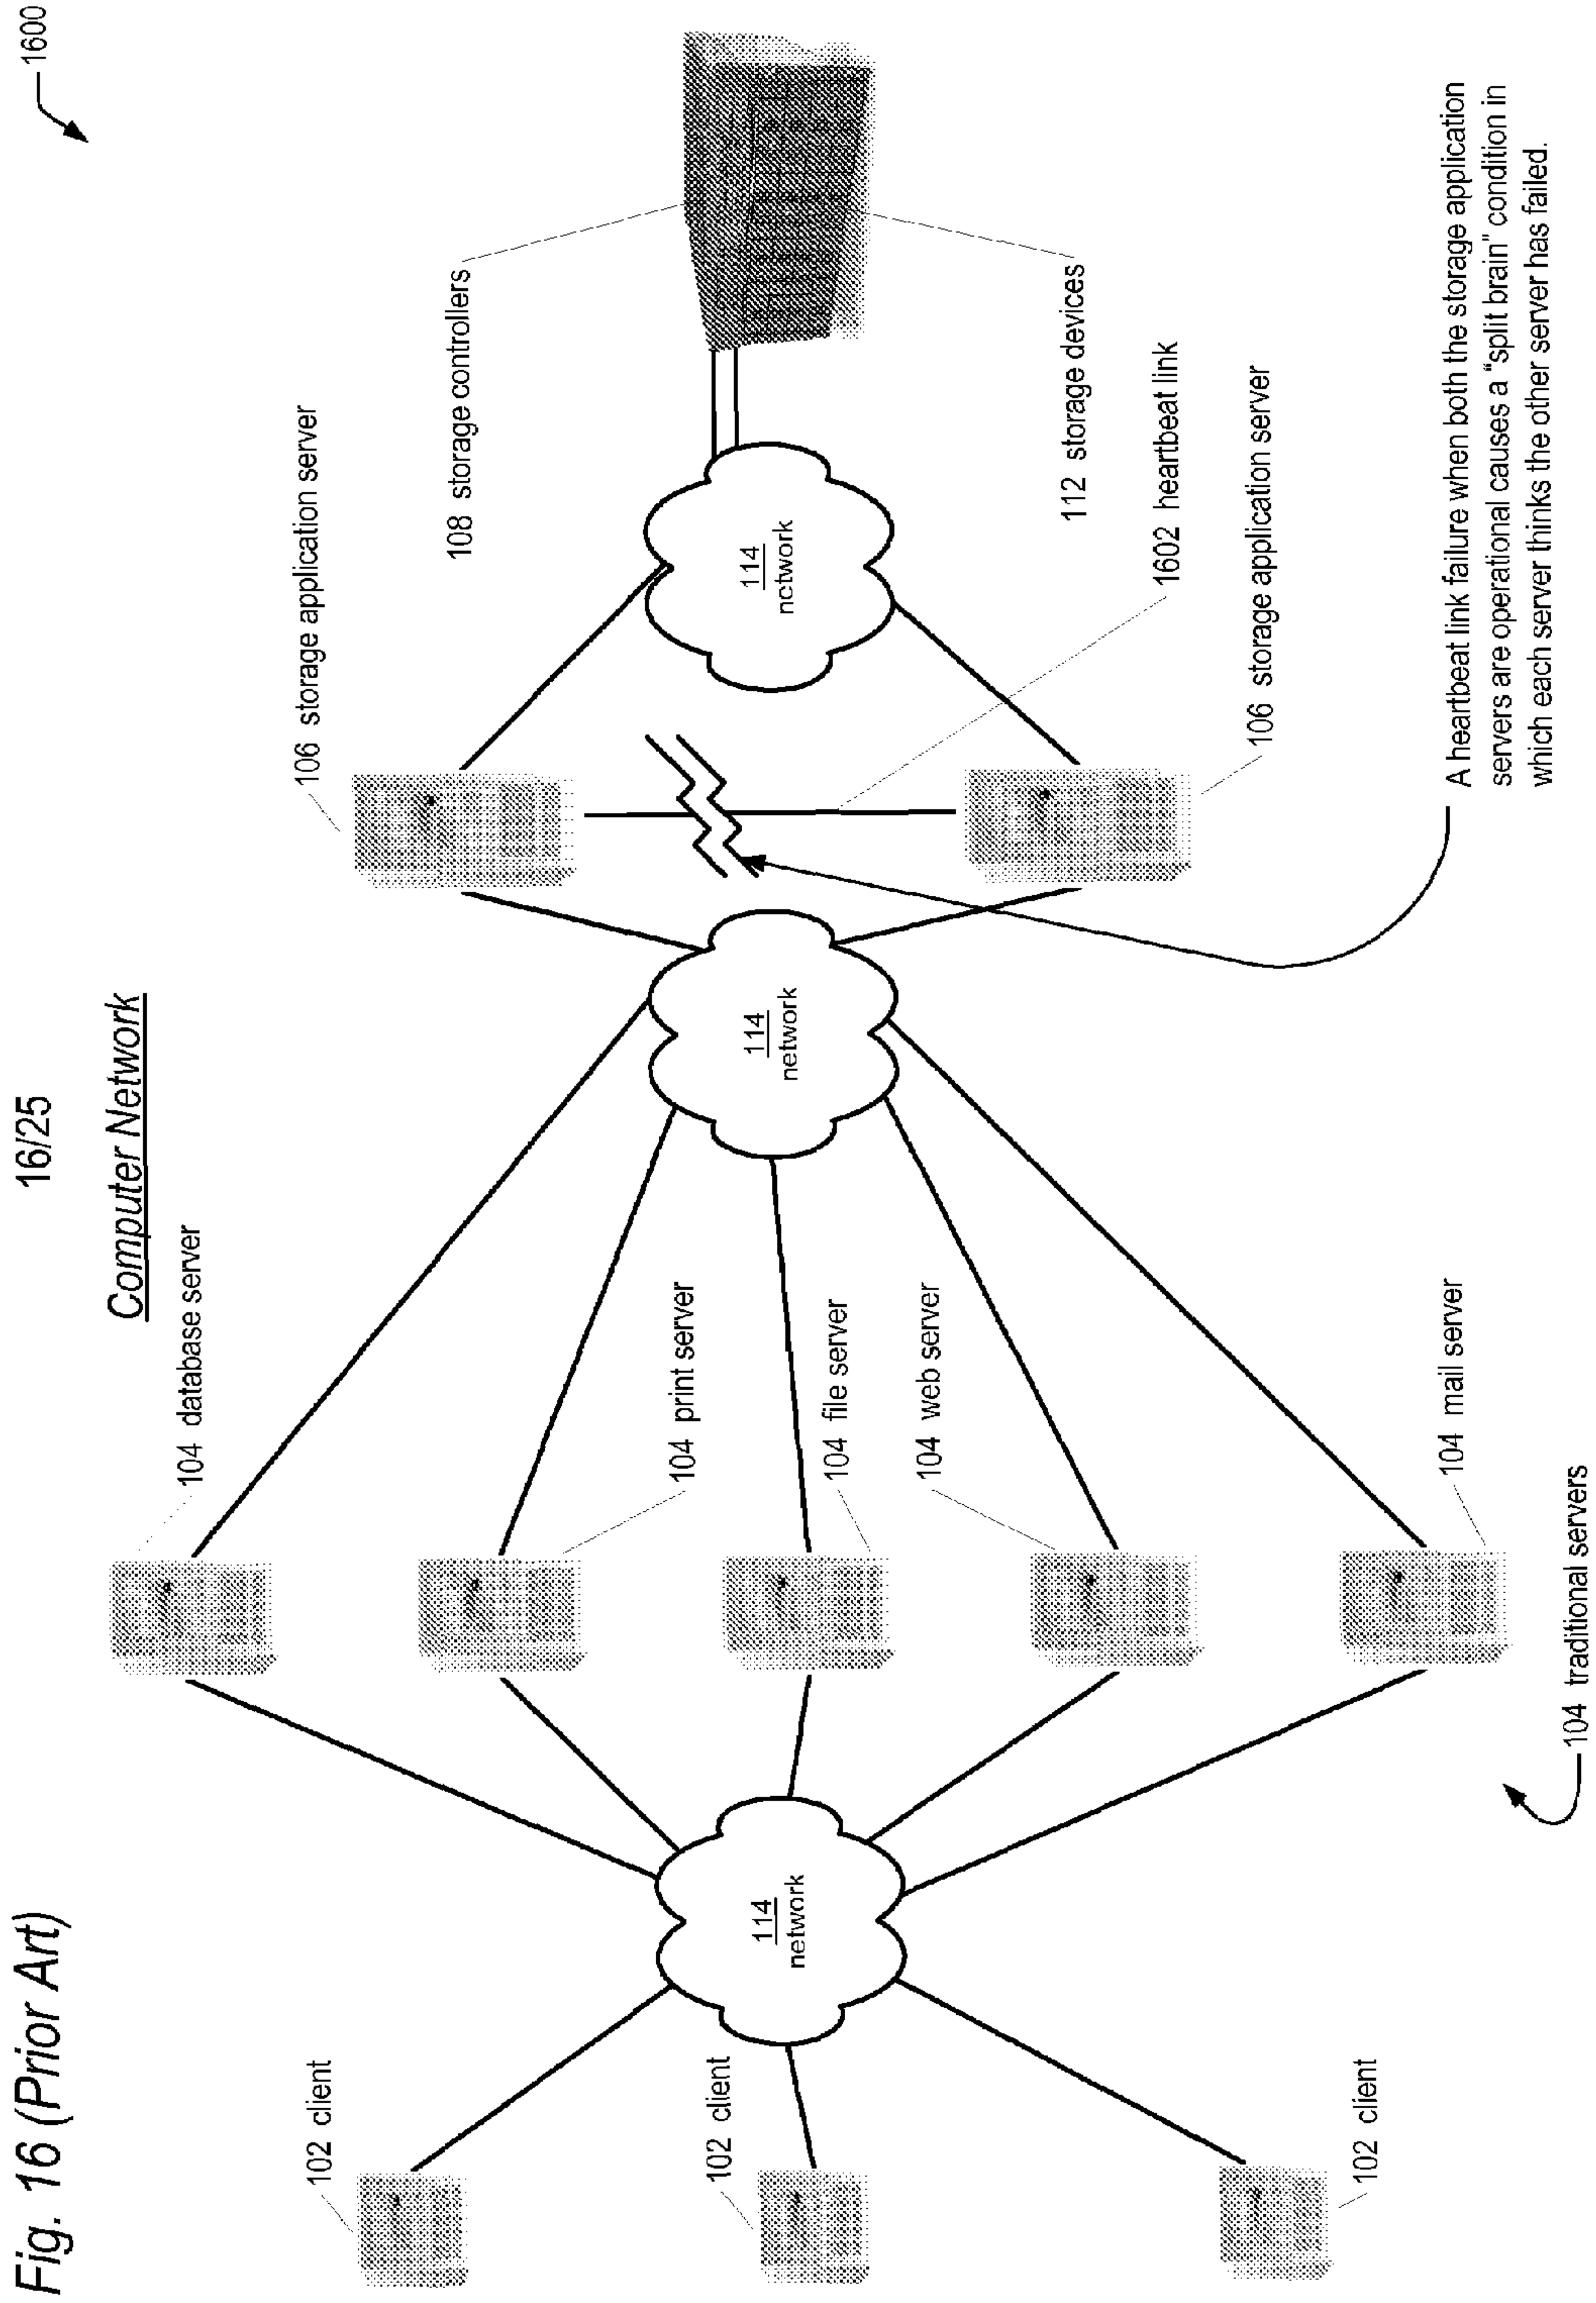 16/25
Fig. 16 (Prior Art)
Computer Network
1600
102 client
102 client
102 client
114
network
104 database server
104 print server
104 file server
104 web server
104 mail server
104 traditional servers
114
network
106 storage application server
108 storage controllers
114
network
112 storage devices
1602 heartbeat link
106 storage application server
A heartbeat link failure when both the storage application
servers are operational causes a "split brain" condition in
which each server thinks the other server has failed.